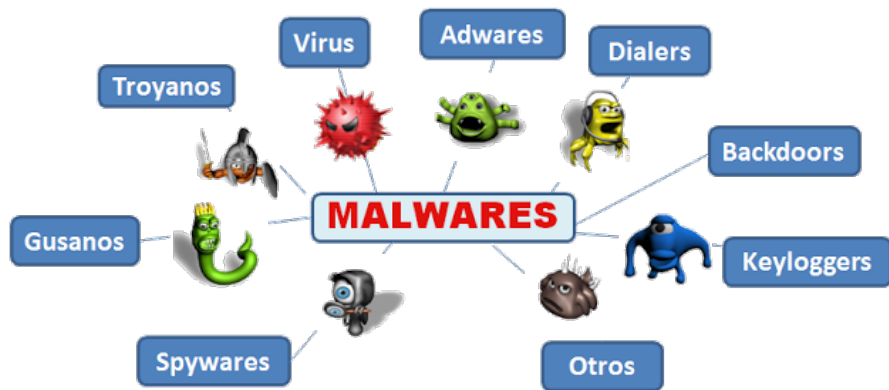 Adwares
Virus
Dialers
Troyanos
Backdoors
MALWARES
Gusanos
Keyloggers
Spywares
Otros